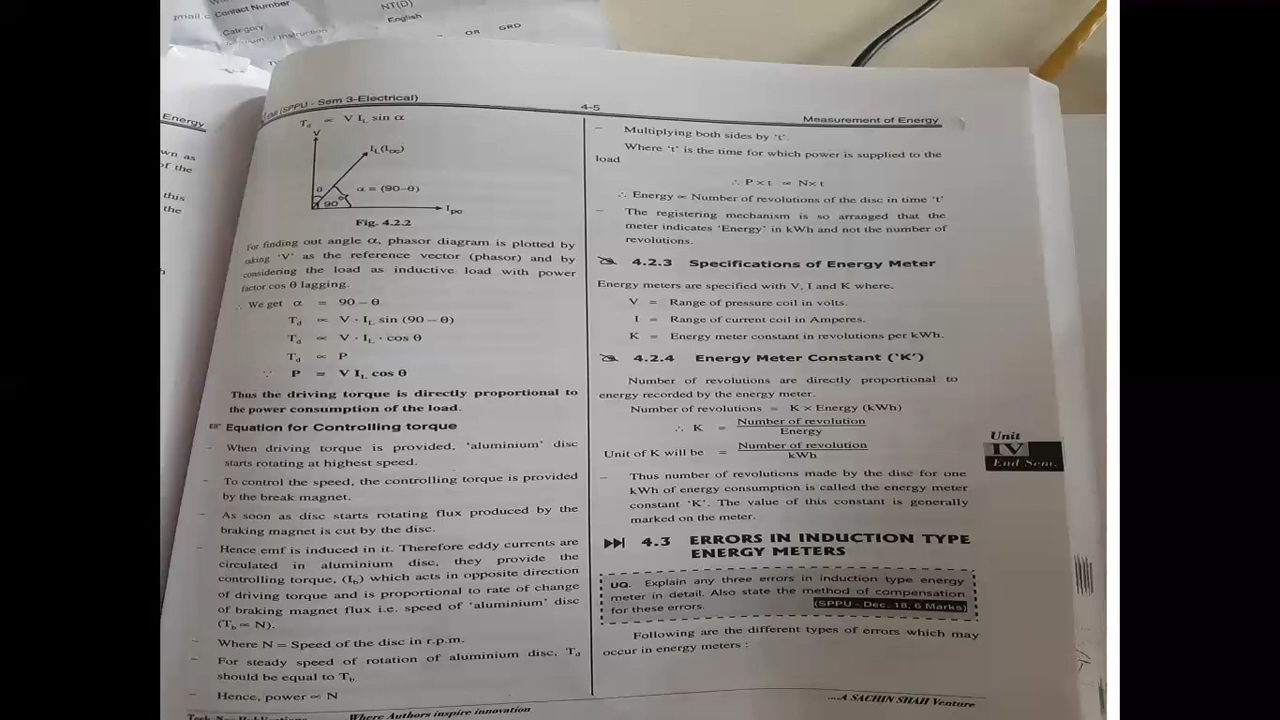 Contact Number
NT(D)
Category
English
OR GRD
Energy
wn as
of the
this
the
(SPPU - Sem 3-Electrical)
4-5
Measurement of Energy
T_d ∝ V I_L sin α
V
I_L(I_∞)
θ
α = (90–θ)
90°
I_pc
Fig. 4.2.2
For finding out angle α, phasor diagram is plotted by
taking 'V' as the reference vector (phasor) and by
considering the load as inductive load with power
factor cos θ lagging.
∴ We get α = 90 – θ
T_d ∝ V · I_L sin (90 – θ)
T_d ∝ V · I_L · cos θ
T_d ∝ P
∵ P = V I_L cos θ
Thus the driving torque is directly proportional to
the power consumption of the load.
Equation for Controlling torque
– When driving torque is provided, 'aluminium' disc
starts rotating at highest speed.
– To control the speed, the controlling torque is provided
by the break magnet.
– As soon as disc starts rotating flux produced by the
braking magnet is cut by the disc.
– Hence emf is induced in it. Therefore eddy currents are
circulated in aluminium disc, they provide the
controlling torque, (I_b) which acts in opposite direction
of driving torque and is proportional to rate of change
of braking magnet flux i.e. speed of 'aluminium' disc
(T_b ∝ N).
– Where N = Speed of the disc in r.p.m.
– For steady speed of rotation of aluminium disc, T_d
should be equal to T_b.
– Hence, power ∝ N
Where Authors inspire innovation
– Multiplying both sides by 't'.
Where 't' is the time for which power is supplied to the
load
∴ P × t ∝ N× t
∴ Energy ∝ Number of revolutions of the disc in time 't'
– The registering mechanism is so arranged that the
meter indicates 'Energy' in kWh and not the number of
revolutions.
4.2.3 Specifications of Energy Meter
Energy meters are specified with V, I and K where.
V = Range of pressure coil in volts.
I = Range of current coil in Amperes.
K = Energy meter constant in revolutions per kWh.
4.2.4 Energy Meter Constant ('K')
Number of revolutions are directly proportional to
energy recorded by the energy meter.
Number of revolutions = K × Energy (kWh)
∴ K = Number of revolution
Energy
Unit of K will be = Number of revolution
kWh
– Thus number of revolutions made by the disc for one
kWh of energy consumption is called the energy meter
constant 'K'. The value of this constant is generally
marked on the meter.
4.3 ERRORS IN INDUCTION TYPE
ENERGY METERS
UQ. Explain any three errors in induction type energy
meter in detail. Also state the method of compensation
for these errors. (SPPU - Dec. 18, 6 Marks)
Following are the different types of errors which may
occur in energy meters :
Unit
IV
End Sem.
....A SACHIN SHAH Venture